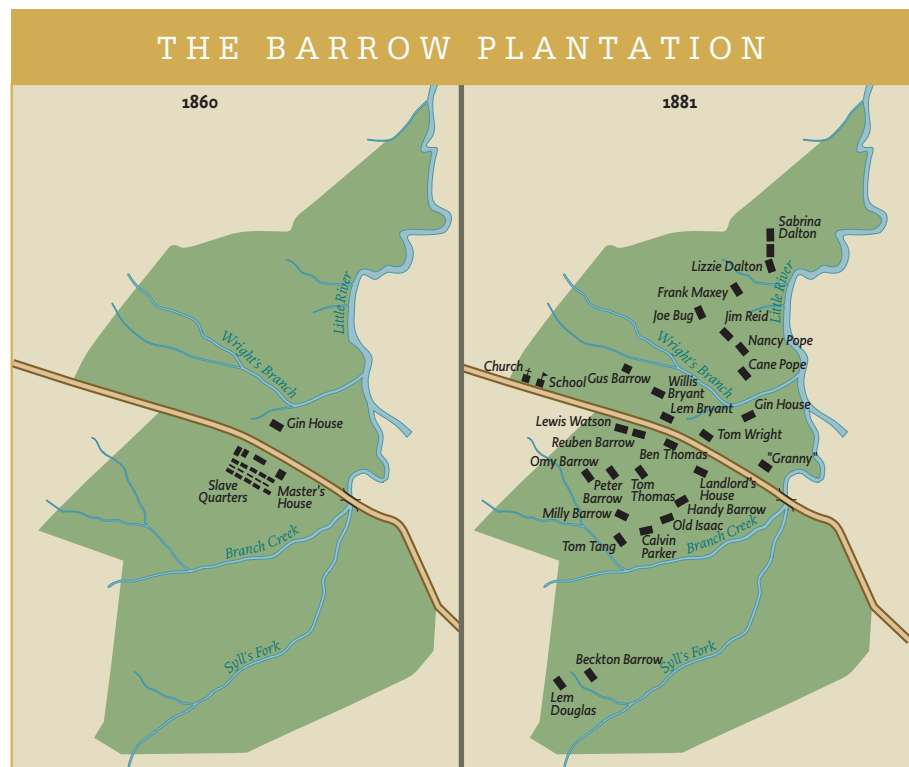 THE BARROW PLANTATION
1860
Little River
Wright's Branch
Gin House
Slave
Quarters
Master's
House
Branch Creek
Syll's Fork
1881
Sabrina
Dalton
Lizzie Dalton
Little River
Frank Maxey
Joe Bug
Jim Reid
Nancy Pope
Wright's Branch
Cane Pope
Church
School
Gus Barrow
Willis
Bryant
Lem Bryant
Gin House
Lewis Watson
Tom Wright
Reuben Barrow
Ben Thomas
"Granny"
Omy Barrow
Peter
Barrow
Tom
Thomas
Landlord's
House
Handy Barrow
Milly Barrow
Old Isaac
Branch Creek
Tom Tang
Calvin
Parker
Beckton Barrow
Syll's Fork
Lem
Douglas